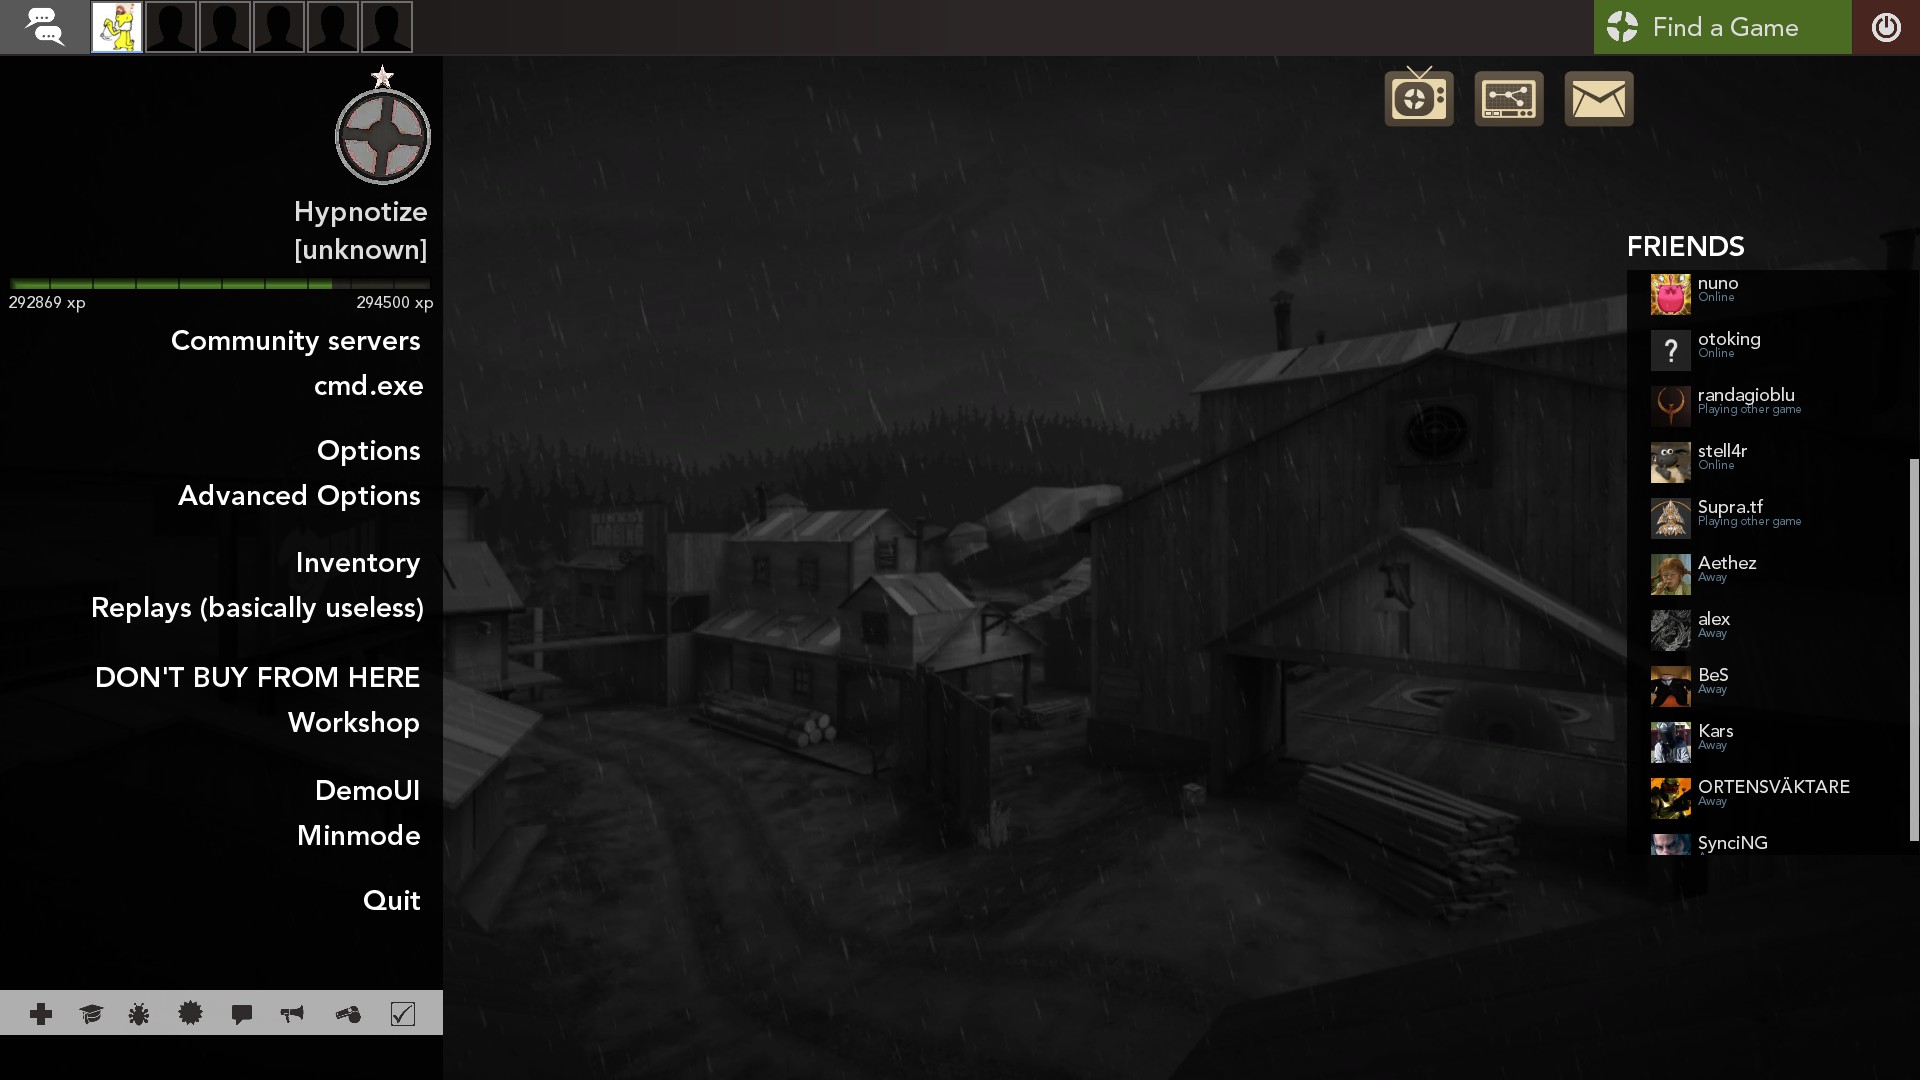 Find a Game
Hypnotize
[unknown]
292869 xp
294500 xp
Community servers
cmd.exe
Options
Advanced Options
Inventory
Replays (basically useless)
DON'T BUY FROM HERE
Workshop
DemoUI
Minmode
Quit
FRIENDS
nuno
Online
?
otoking
Online
randagioblu
Playing other game
stell4r
Online
Supra.tf
Playing other game
Aethez
Away
alex
Away
BeS
Away
Kars
Away
ORTENSVÄKTARE
Away
SynciNG